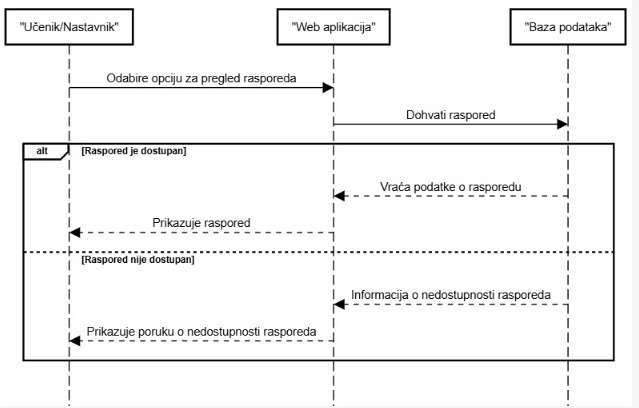 "Učenik/Nastavnik"
"Web aplikacija"
"Baza podataka"
Odabire opciju za pregled rasporeda
Dohvati raspored
alt
[Raspored je dostupan]
Vraća podatke o rasporedu
Prikazuje raspored
[Raspored nije dostupan]
Informacija o nedostupnosti rasporeda
Prikazuje poruku o nedostupnosti rasporeda